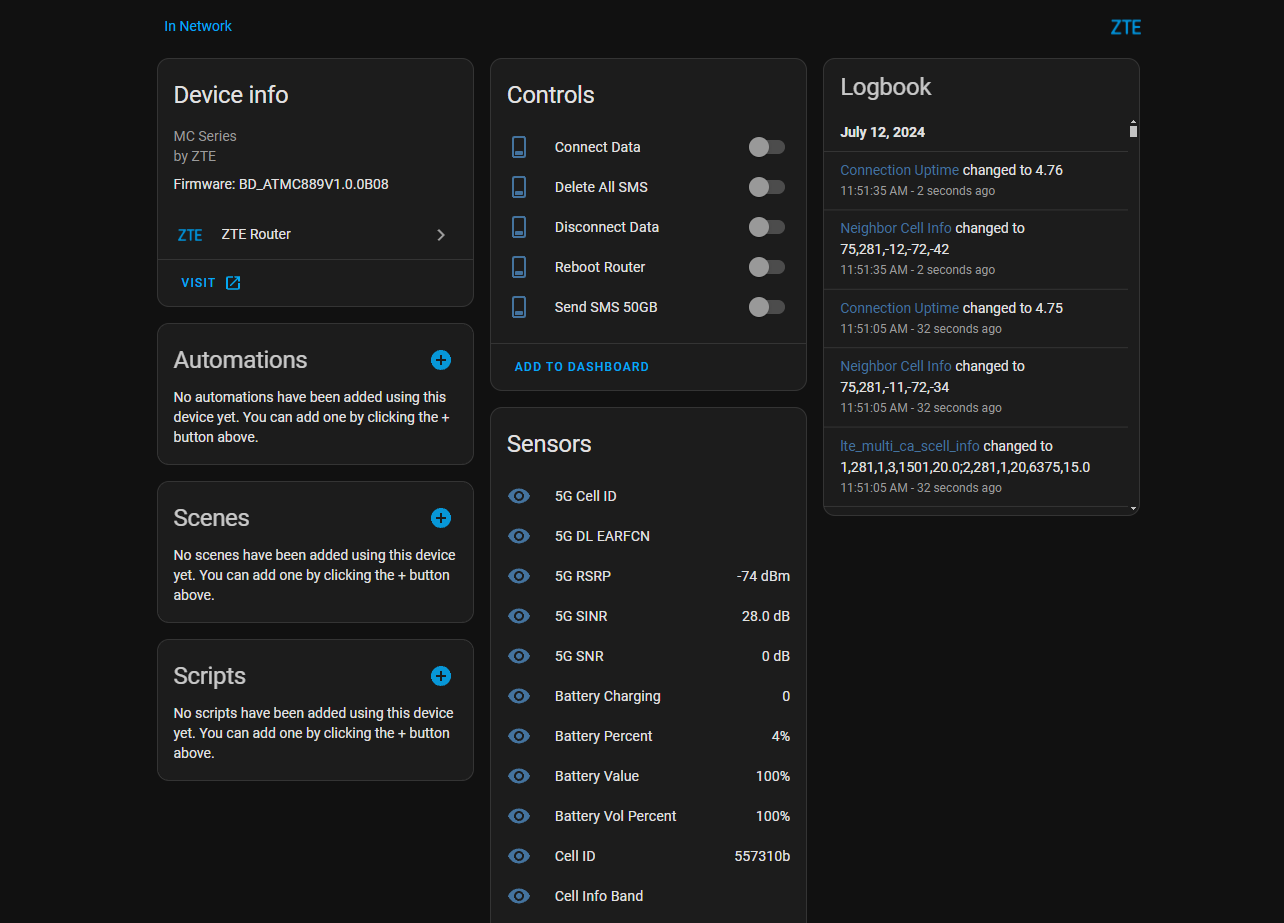 In Network
ZTE
Device info
MC Series
by ZTE
Firmware: BD_ATMC889V1.0.0B08
ZTE ZTE Router
VISIT
Automations
No automations have been added using this
device yet. You can add one by clicking the +
button above.
Scenes
No scenes have been added using this device
yet. You can add one by clicking the + button
above.
Scripts
No scripts have been added using this device
yet. You can add one by clicking the + button
above.
Controls
Connect Data
Delete All SMS
Disconnect Data
Reboot Router
Send SMS 50GB
ADD TO DASHBOARD
Sensors
5G Cell ID
5G DL EARFCN
5G RSRP -74 dBm
5G SINR 28.0 dB
5G SNR 0 dB
Battery Charging 0
Battery Percent 4%
Battery Value 100%
Battery Vol Percent 100%
Cell ID 557310b
Cell Info Band
Logbook
July 12, 2024
Connection Uptime changed to 4.76
11:51:35 AM - 2 seconds ago
Neighbor Cell Info changed to
75,281,-12,-72,-42
11:51:35 AM - 2 seconds ago
Connection Uptime changed to 4.75
11:51:05 AM - 32 seconds ago
Neighbor Cell Info changed to
75,281,-11,-72,-34
11:51:05 AM - 32 seconds ago
lte_multi_ca_scell_info changed to
1,281,1,3,1501,20.0;2,281,1,20,6375,15.0
11:51:05 AM - 32 seconds ago